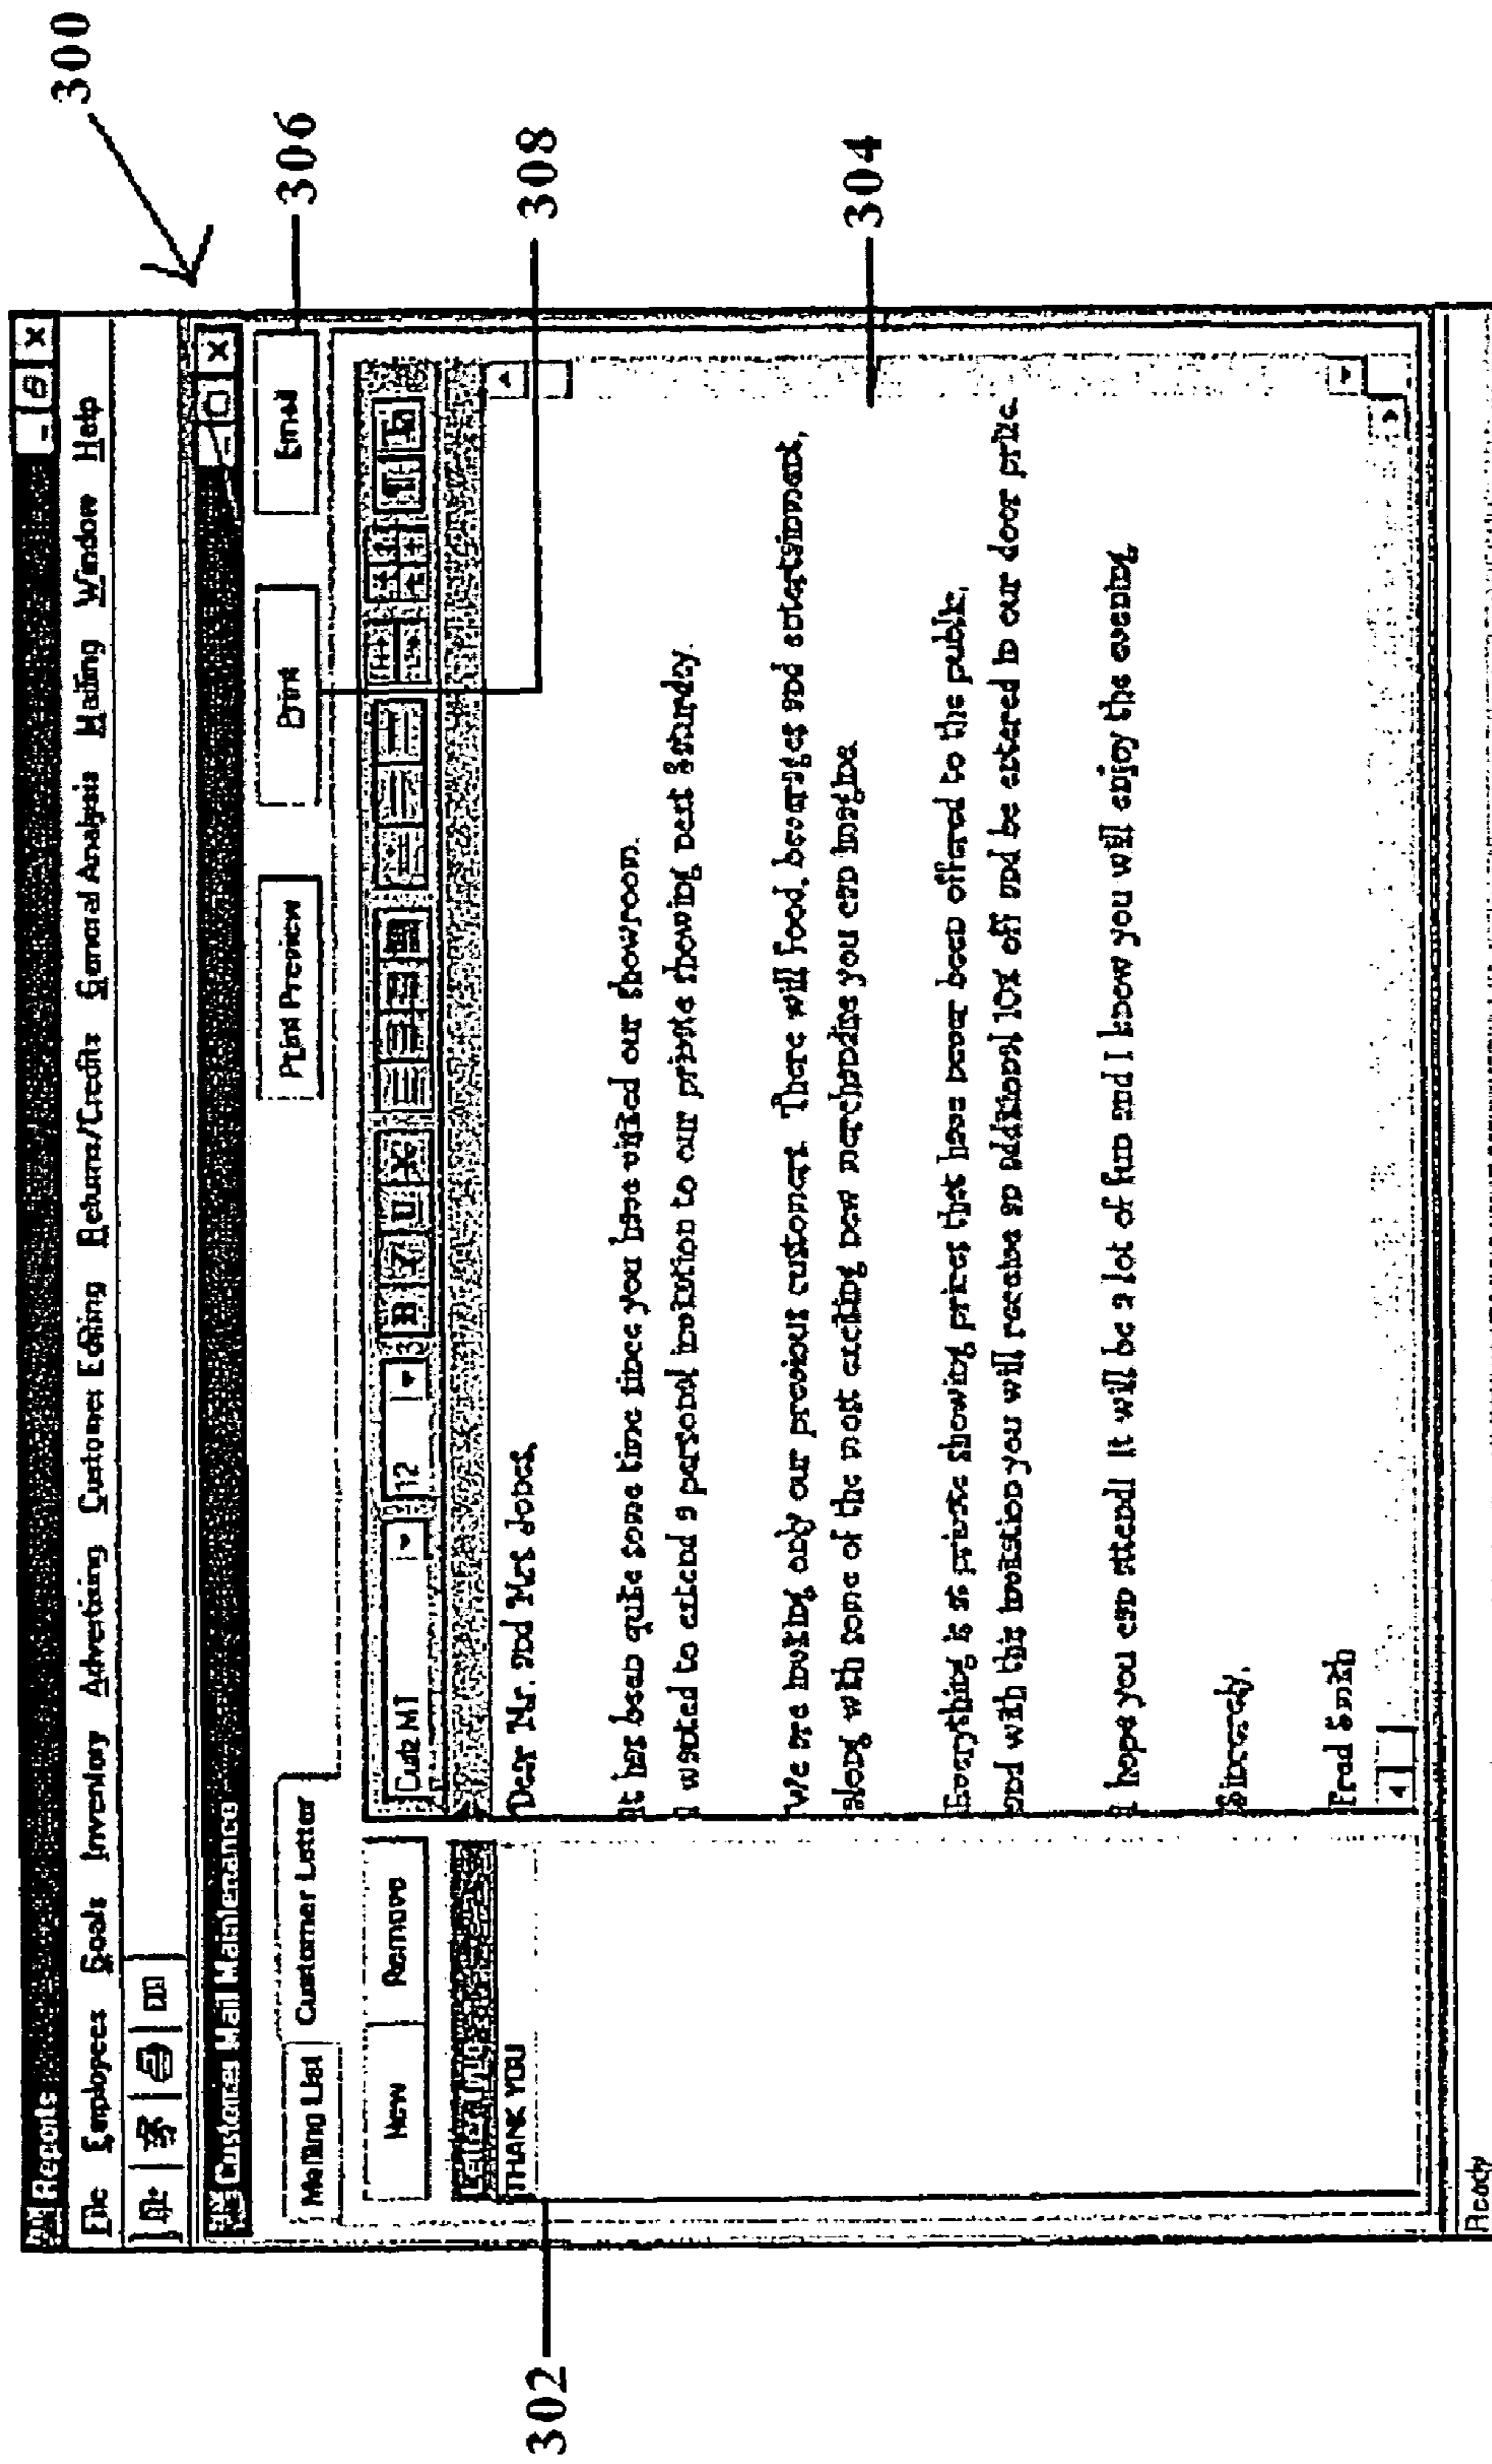 300
Reports
File Employees Goals Inventory Advertising Customer Editing Returns/Credits General Analysis Mailing Window Help
Customer Mail Maintenance
Mailing List Customer Letter
Print Preview Print Email
306
308
New Remove
12 B U
THANK YOU
302
304
Dear Mr. and Mrs Jones,
It has been quite some time since you have visited our showroom.
I wanted to extend a personal invitation to our private showing next Saturday.
We are inviting only our previous customers. There will food, beverages and entertainment,
along with some of the most exciting new merchandise you can imagine
Everything is at private showing prices that have never been offered to the public,
and with this invitation you will receive an additional 10% off and be entered in our door prize
I hope you can attend! It will be a lot of fun and I know you will enjoy the evening
Sincerely,
Smith
Ready